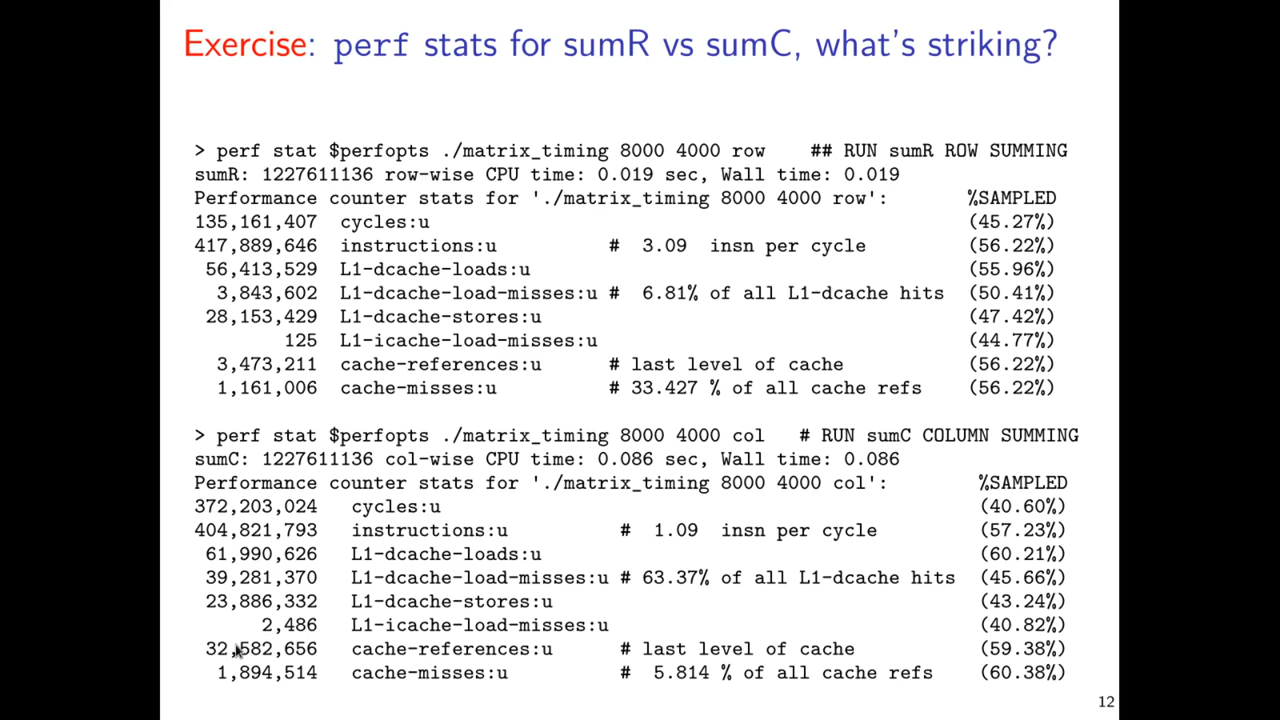 Exercise: perf stats for sumR vs sumC, what's striking?
> perf stat $perfopts ./matrix_timing 8000 4000 row    ## RUN sumR ROW SUMMING
sumR: 1227611136 row-wise CPU time: 0.019 sec, Wall time: 0.019
Performance counter stats for './matrix_timing 8000 4000 row':    %SAMPLED
135,161,407  cycles:u    (45.27%)
417,889,646  instructions:u    #  3.09  insn per cycle    (56.22%)
56,413,529  L1-dcache-loads:u    (55.96%)
3,843,602  L1-dcache-load-misses:u #  6.81% of all L1-dcache hits  (50.41%)
28,153,429  L1-dcache-stores:u    (47.42%)
125  L1-icache-load-misses:u    (44.77%)
3,473,211  cache-references:u    # last level of cache    (56.22%)
1,161,006  cache-misses:u    # 33.427 % of all cache refs    (56.22%)
> perf stat $perfopts ./matrix_timing 8000 4000 col   # RUN sumC COLUMN SUMMING
sumC: 1227611136 col-wise CPU time: 0.086 sec, Wall time: 0.086
Performance counter stats for './matrix_timing 8000 4000 col':    %SAMPLED
372,203,024   cycles:u    (40.60%)
404,821,793   instructions:u    #  1.09  insn per cycle    (57.23%)
61,990,626   L1-dcache-loads:u    (60.21%)
39,281,370   L1-dcache-load-misses:u # 63.37% of all L1-dcache hits  (45.66%)
23,886,332   L1-dcache-stores:u    (43.24%)
2,486   L1-icache-load-misses:u    (40.82%)
32,582,656   cache-references:u    # last level of cache    (59.38%)
1,894,514   cache-misses:u    #  5.814 % of all cache refs    (60.38%)
12